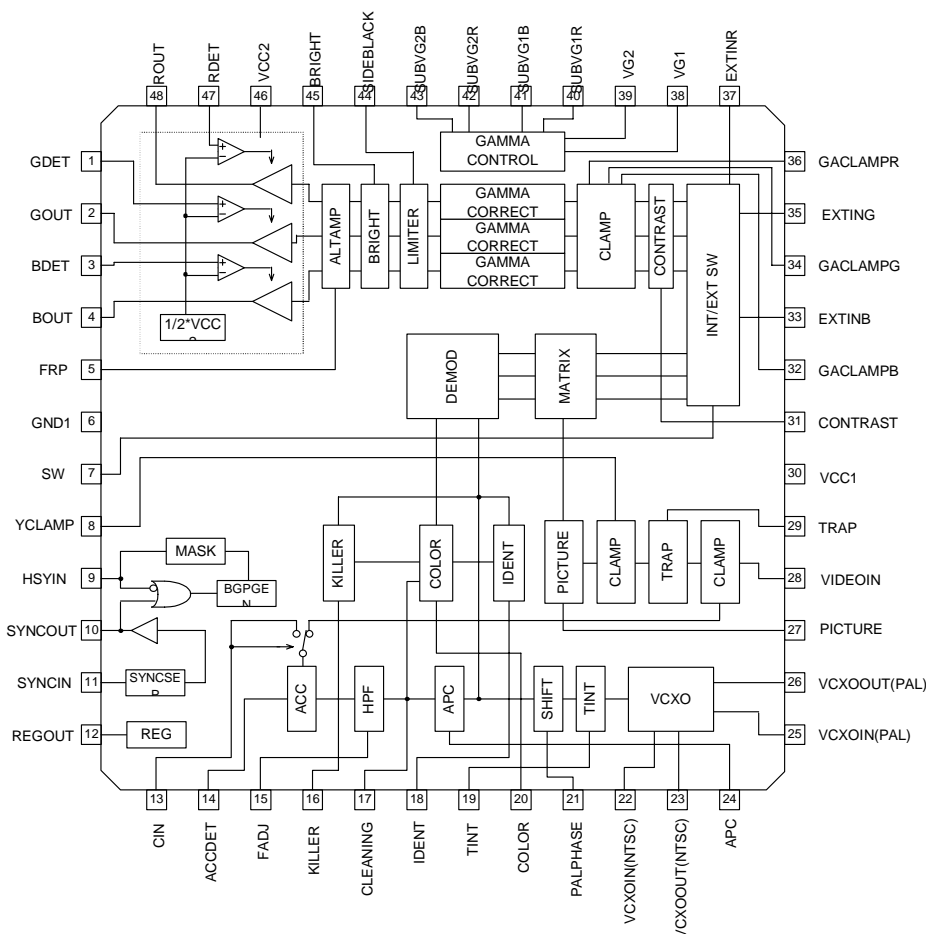 ROUT
RDET
VCC2
BRIGHT
SIDEBLACK
SUBVG2B
SUBVG2R
SUBVG1B
SUBVG1R
VG2
VG1
EXTINR
48
47
46
45
44
43
42
41
40
39
38
37
GDET 1
GOUT 2
BDET 3
BOUT 4
FRP 5
GND1 6
SW 7
YCLAMP 8
HSYIN 9
SYNCOUT 10
SYNCIN 11
REGOUT 12
36 GACLAMPR
35 EXTING
34 GACLAMPG
33 EXTINB
32 GACLAMPB
31 CONTRAST
30 VCC1
29 TRAP
28 VIDEOIN
27 PICTURE
26 VCXOOUT(PAL)
25 VCXOIN(PAL)
+
−
+
−
+
−
1/2*VCC
ALTAMP
BRIGHT
LIMITER
GAMMA
CONTROL
GAMMA
CORRECT
GAMMA
CORRECT
GAMMA
CORRECT
CLAMP
CONTRAST
INT/EXT SW
DEMOD
MATRIX
MASK
BGPGE
N
SYNCSE
REG
KILLER
COLOR
IDENT
PICTURE
CLAMP
TRAP
CLAMP
ACC
HPF
APC
SHIFT
TINT
VCXO
13
14
15
16
17
18
19
20
21
22
23
24
CIN
ACCDET
FADJ
KILLER
CLEANING
IDENT
TINT
COLOR
PALPHASE
VCXOIN(NTSC)
VCXOOUT(NTSC)
APC